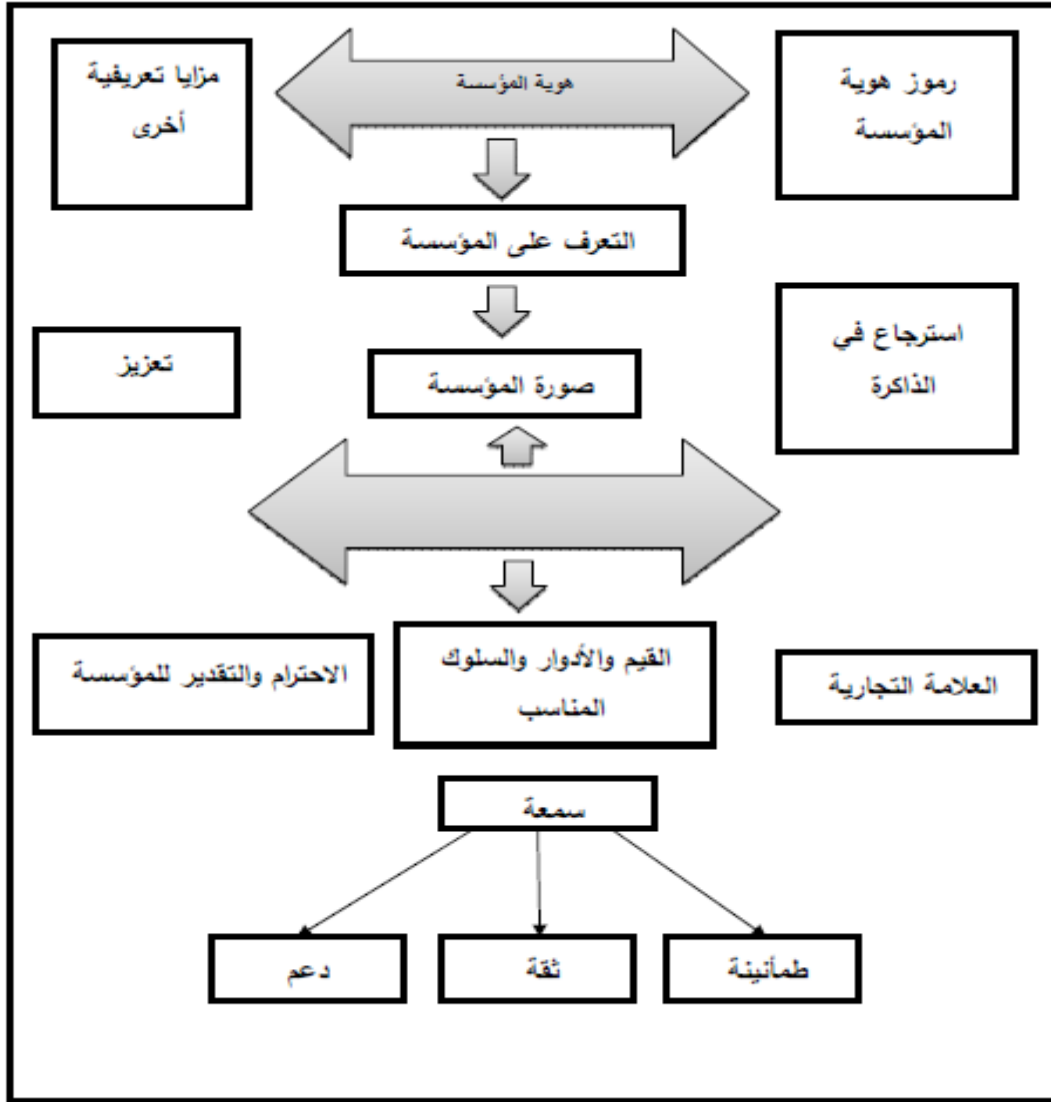 رموز هوية
المؤسسة
هوية المؤسسة
مزايا تعريفية
أخرى
التعرف على المؤسسة
استرجاع في
الذاكرة
صورة المؤسسة
تعزيز
العلامة التجارية
القيم والأدوار والسلوك
المناسب
الاحترام والتقدير للمؤسسة
سمعة
طمأنينة
ثقة
دعم